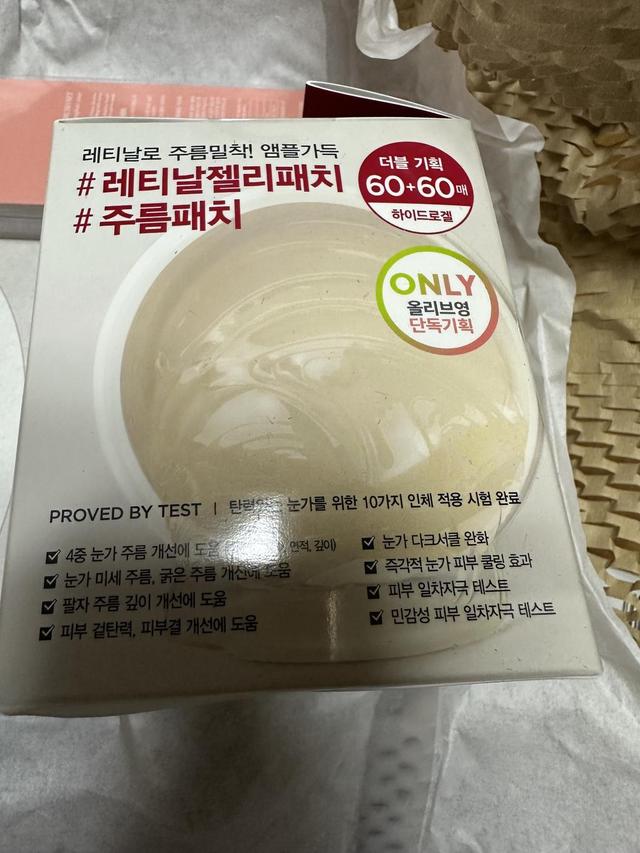 레티날로 주름밀착! 앰플가득
#레티날젤리패치
#주름패치
더블 기획
60+60매
하이드로겔
ONLY
올리브영
단독기획
PROVED BY TEST | 눈가를 위한 10가지 인체 적용 시험 완료
4중 눈가 주름 개선에 도움 면적, 깊이)
눈가 미세 주름, 굵은 주름 개선에 도움
팔자 주름 깊이 개선에 도움
피부 겉탄력, 피부결 개선에 도움
눈가 다크서클 완화
즉각적 눈가 피부 쿨링 효과
피부 일차자극 테스트
민감성 피부 일차자극 테스트